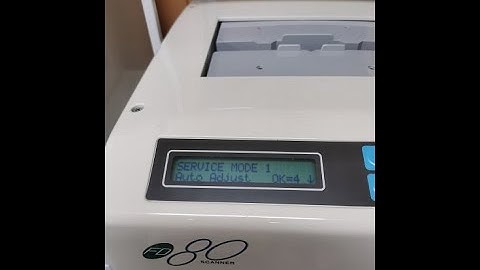 SERVICE MODE 1
Auto Adjust OK=4 ↓
FD 80
SCANNER